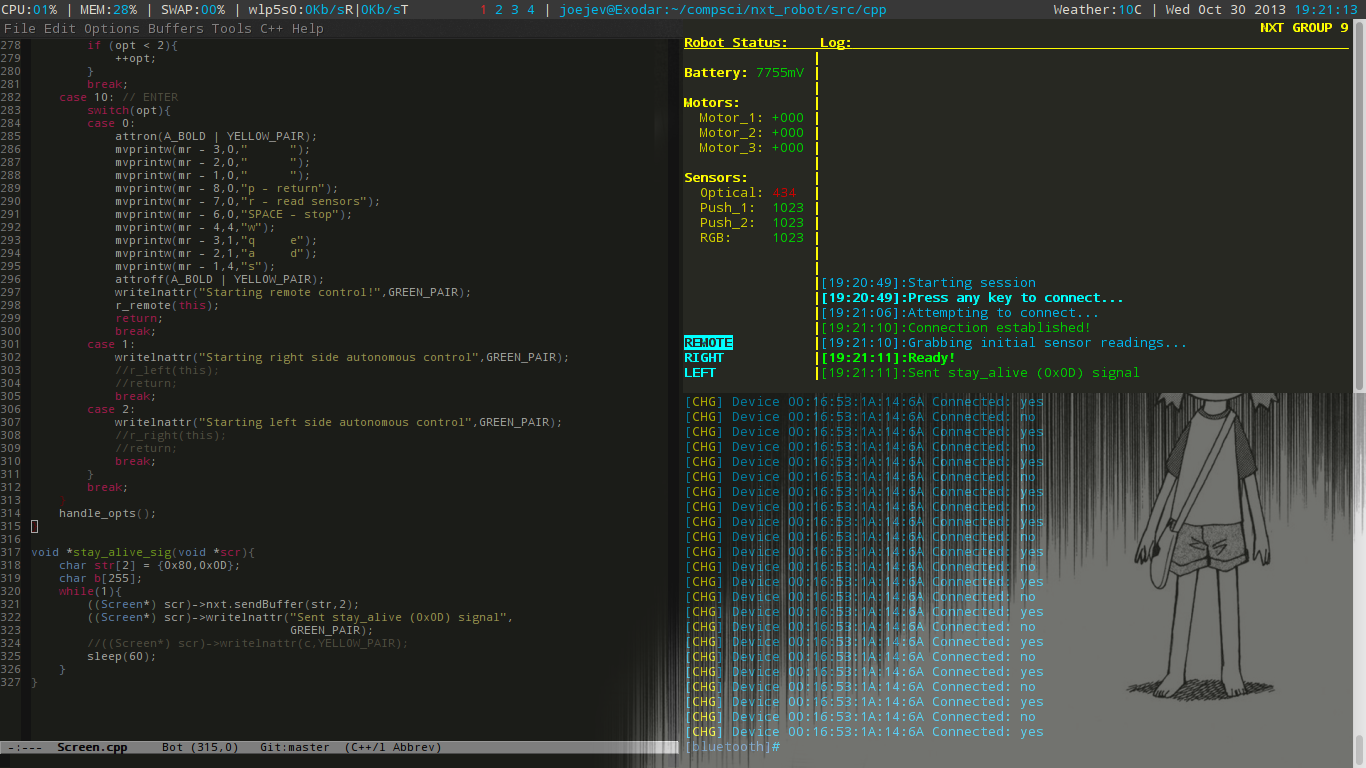 CPU:01% | MEM:28% | SWAP:00% | wlp5s0:0Kb/sR|0Kb/sT 1 2 3 4 | joejev@Exodar:~/compsci/nxt_robot/src/cpp Weather:10C | Wed Oct 30 2013 19:21:13
File Edit Options Buffers Tools C++ Help
278 if (opt < 2){
279 ++opt;
280 }
281 break;
282 case 10: // ENTER
283 switch(opt){
284 case 0:
285 attron(A_BOLD | YELLOW_PAIR);
286 mvprintw(mr - 3,0,"      ");
287 mvprintw(mr - 2,0,"      ");
288 mvprintw(mr - 1,0,"      ");
289 mvprintw(mr - 8,0,"p - return");
290 mvprintw(mr - 7,0,"r - read sensors");
291 mvprintw(mr - 6,0,"SPACE - stop");
292 mvprintw(mr - 4,4,"w");
293 mvprintw(mr - 3,1,"q     e");
294 mvprintw(mr - 2,1,"a     d");
295 mvprintw(mr - 1,4,"s");
296 attroff(A_BOLD | YELLOW_PAIR);
297 writelnattr("Starting remote control!",GREEN_PAIR);
298 r_remote(this);
299 return;
300 break;
301 case 1:
302 writelnattr("Starting right side autonomous control",GREEN_PAIR);
303 //r_left(this);
304 //return;
305 break;
306 case 2:
307 writelnattr("Starting left side autonomous control",GREEN_PAIR);
308 //r_right(this);
309 //return;
310 break;
311 }
312 break;
313 }
314 handle_opts();
315
316
317 void *stay_alive_sig(void *scr){
318 char str[2] = {0x80,0x0D};
319 char b[255];
320 while(1){
321 ((Screen*) scr)->nxt.sendBuffer(str,2);
322 ((Screen*) scr)->writelnattr("Sent stay_alive (0x0D) signal",
323 GREEN_PAIR);
324 //((Screen*) scr)->writelnattr(c,YELLOW_PAIR);
325 sleep(60);
326 }
327 }
-:--- Screen.cpp Bot (315,0) Git:master (C++/l Abbrev)
NXT GROUP 9
Robot Status: Log:
Battery: 7755mV
Motors:
Motor_1: +000
Motor_2: +000
Motor_3: +000
Sensors:
Optical: 434
Push_1: 1023
Push_2: 1023
RGB: 1023
[19:20:49]:Starting session
[19:20:49]:Press any key to connect...
[19:21:06]:Attempting to connect...
[19:21:10]:Connection established!
REMOTE [19:21:10]:Grabbing initial sensor readings...
RIGHT [19:21:11]:Ready!
LEFT [19:21:11]:Sent stay_alive (0x0D) signal
[CHG] Device 00:16:53:1A:14:6A Connected: yes
[CHG] Device 00:16:53:1A:14:6A Connected: no
[CHG] Device 00:16:53:1A:14:6A Connected: yes
[CHG] Device 00:16:53:1A:14:6A Connected: no
[CHG] Device 00:16:53:1A:14:6A Connected: yes
[CHG] Device 00:16:53:1A:14:6A Connected: no
[CHG] Device 00:16:53:1A:14:6A Connected: yes
[CHG] Device 00:16:53:1A:14:6A Connected: no
[CHG] Device 00:16:53:1A:14:6A Connected: yes
[CHG] Device 00:16:53:1A:14:6A Connected: no
[CHG] Device 00:16:53:1A:14:6A Connected: yes
[CHG] Device 00:16:53:1A:14:6A Connected: no
[CHG] Device 00:16:53:1A:14:6A Connected: yes
[CHG] Device 00:16:53:1A:14:6A Connected: no
[CHG] Device 00:16:53:1A:14:6A Connected: yes
[CHG] Device 00:16:53:1A:14:6A Connected: no
[CHG] Device 00:16:53:1A:14:6A Connected: yes
[CHG] Device 00:16:53:1A:14:6A Connected: no
[CHG] Device 00:16:53:1A:14:6A Connected: yes
[CHG] Device 00:16:53:1A:14:6A Connected: no
[CHG] Device 00:16:53:1A:14:6A Connected: yes
[CHG] Device 00:16:53:1A:14:6A Connected: no
[CHG] Device 00:16:53:1A:14:6A Connected: yes
[bluetooth]#